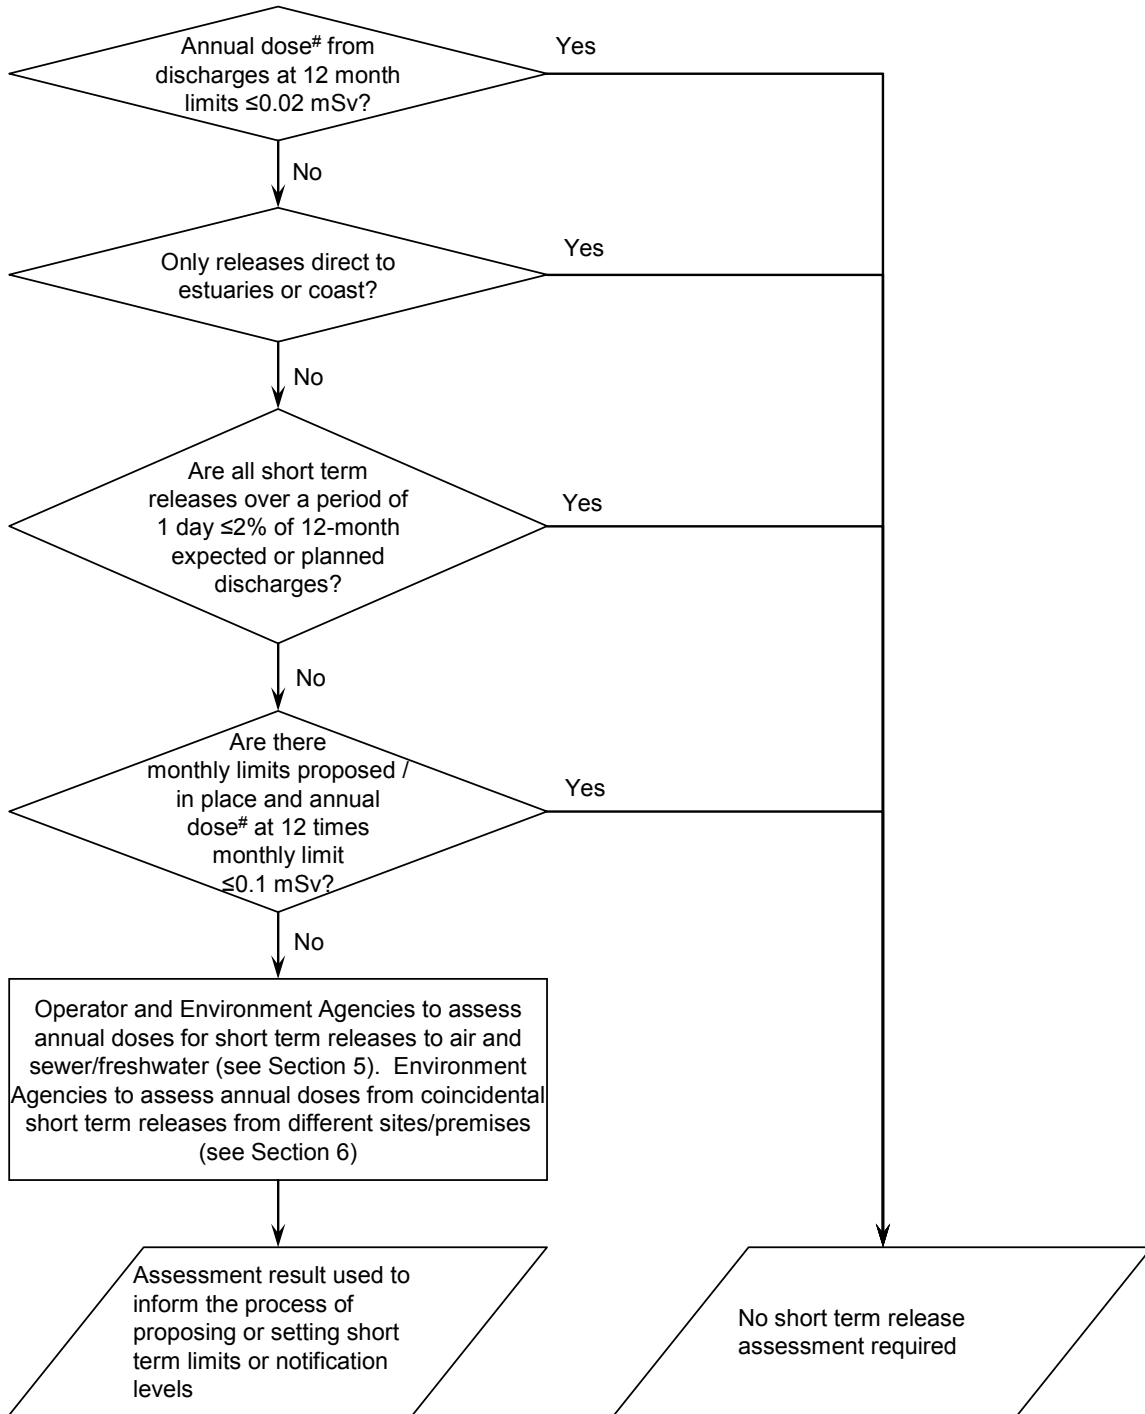 Annual dose# from
discharges at 12 month
limits ≤0.02 mSv?
Yes
No
Only releases direct to
estuaries or coast?
Yes
No
Are all short term
releases over a period of
1 day ≤2% of 12-month
expected or planned
discharges?
Yes
No
Are there
monthly limits proposed /
in place and annual
dose# at 12 times
monthly limit
≤0.1 mSv?
Yes
No
Operator and Environment Agencies to assess
annual doses for short term releases to air and
sewer/freshwater (see Section 5). Environment
Agencies to assess annual doses from coincidental
short term releases from different sites/premises
(see Section 6)
Assessment result used to
inform the process of
proposing or setting short
term limits or notification
levels
No short term release
assessment required